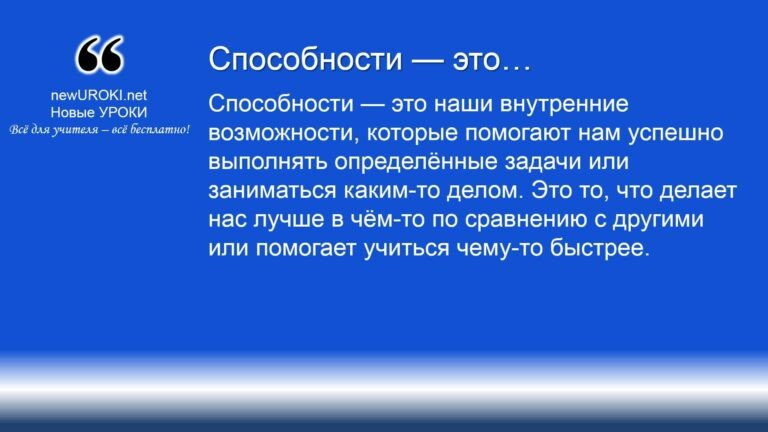 ❝
newUROKI.net
Новые УРОКИ
Всё для учителя – всё бесплатно!
Способности — это…
Способности — это наши внутренние
возможности, которые помогают нам успешно
выполнять определённые задачи или
заниматься каким-то делом. Это то, что делает
нас лучше в чём-то по сравнению с другими
или помогает учиться чему-то быстрее.